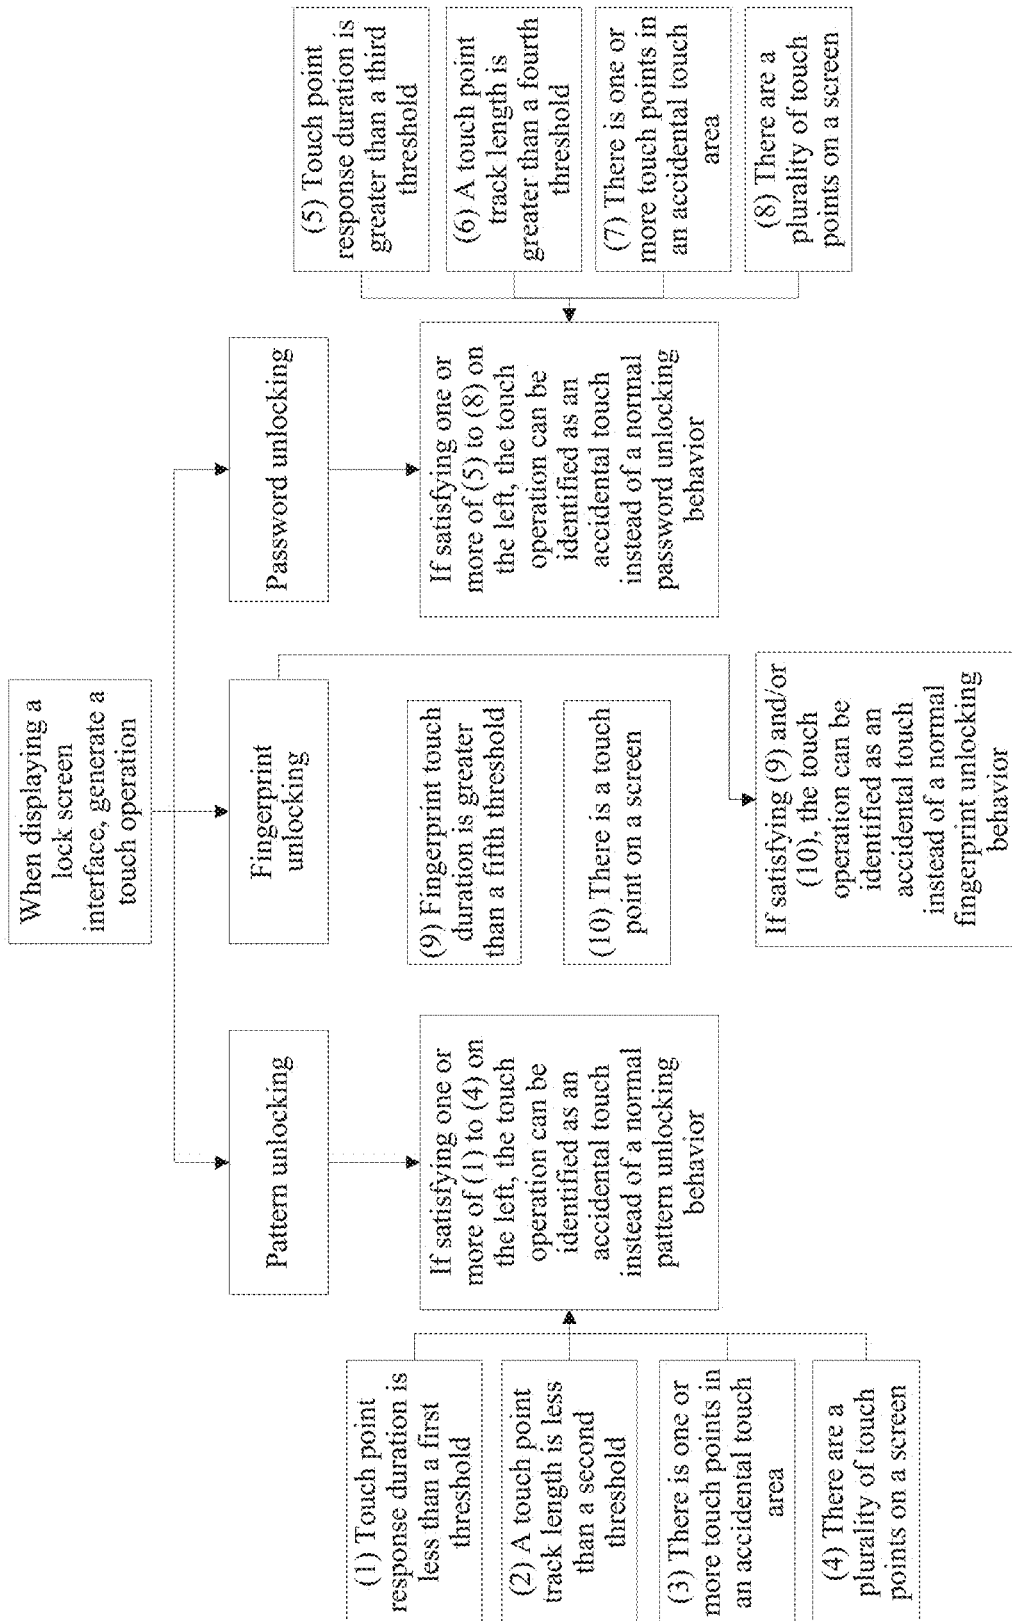 When displaying a
lock screen
interface, generate a
touch operation
Pattern unlocking
Fingerprint
unlocking
Password unlocking
(1) Touch point
response duration is
less than a first
threshold
(2) A touch point
track length is less
than a second
threshold
(3) There is one or
more touch points in
an accidental touch
area
(4) There are a
plurality of touch
points on a screen
If satisfying one or
more of (1) to (4) on
the left, the touch
operation can be
identified as an
accidental touch
instead of a normal
pattern unlocking
behavior
(9) Fingerprint touch
duration is greater
than a fifth threshold
(10) There is a touch
point on a screen
If satisfying (9) and/or
(10), the touch
operation can be
identified as an
accidental touch
instead of a normal
fingerprint unlocking
behavior
If satisfying one or
more of (5) to (8) on
the left, the touch
operation can be
identified as an
accidental touch
instead of a normal
password unlocking
behavior
(5) Touch point
response duration is
greater than a third
threshold
(6) A touch point
track length is
greater than a fourth
threshold
(7) There is one or
more touch points in
an accidental touch
area
(8) There are a
plurality of touch
points on a screen